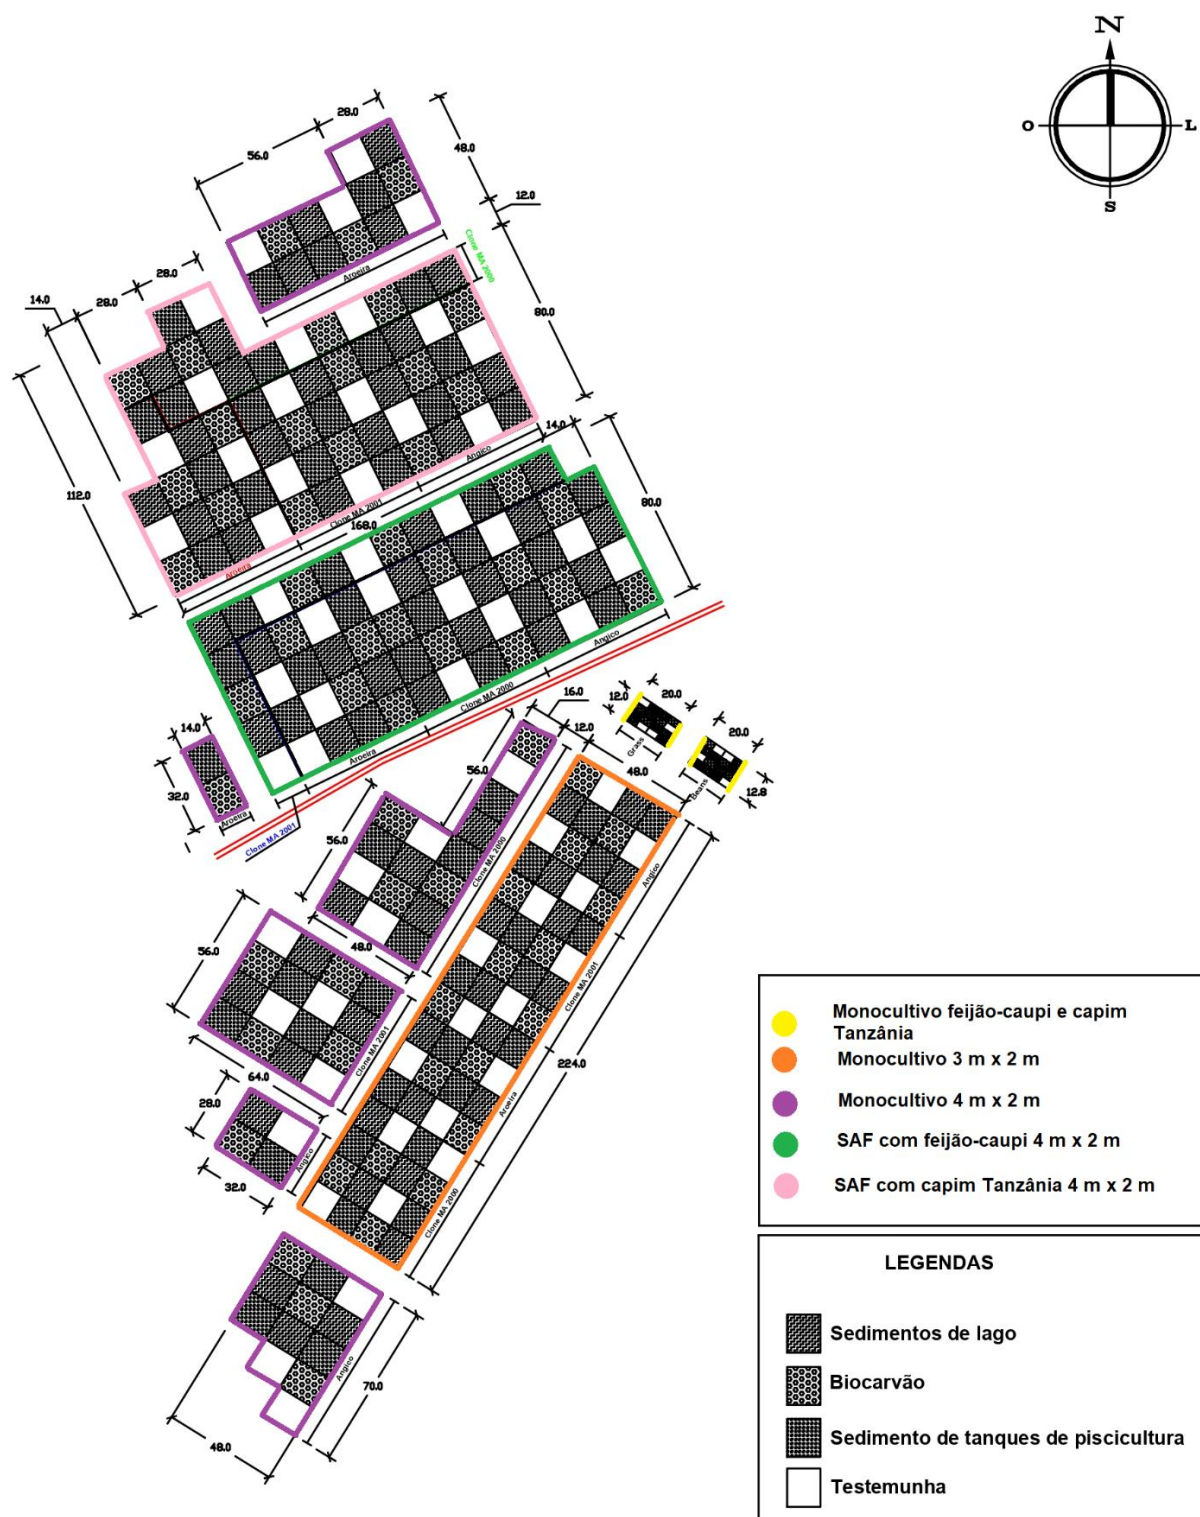 N
O
L
S
28.0
56.0
48.0
12.0
Aroeira
Clone MA 2000
28.0
28.0
14.0
80.0
112.0
14.0
Angico
Clone MA 2001
Aroeira
168.0
80.0
Angico
Clone MA 2000
Aroeira
Clone MA 2001
14.0
32.0
Aroeira
16.0
12.0
12.0
20.0
Grass
20.0
Beans
12.8
56.0
48.0
56.0
Clone MA 2000
48.0
Angico
Clone MA 2001
224.0
Aroeira
Clone MA 2000
56.0
Clone MA 2001
64.0
28.0
Angico
32.0
Angico
70.0
48.0
Monocultivo feijão-caupi e capim
Tanzânia
Monocultivo 3 m x 2 m
Monocultivo 4 m x 2 m
SAF com feijão-caupi 4 m x 2 m
SAF com capim Tanzânia 4 m x 2 m
LEGENDAS
Sedimentos de lago
Biocarvão
Sedimento de tanques de piscicultura
Testemunha